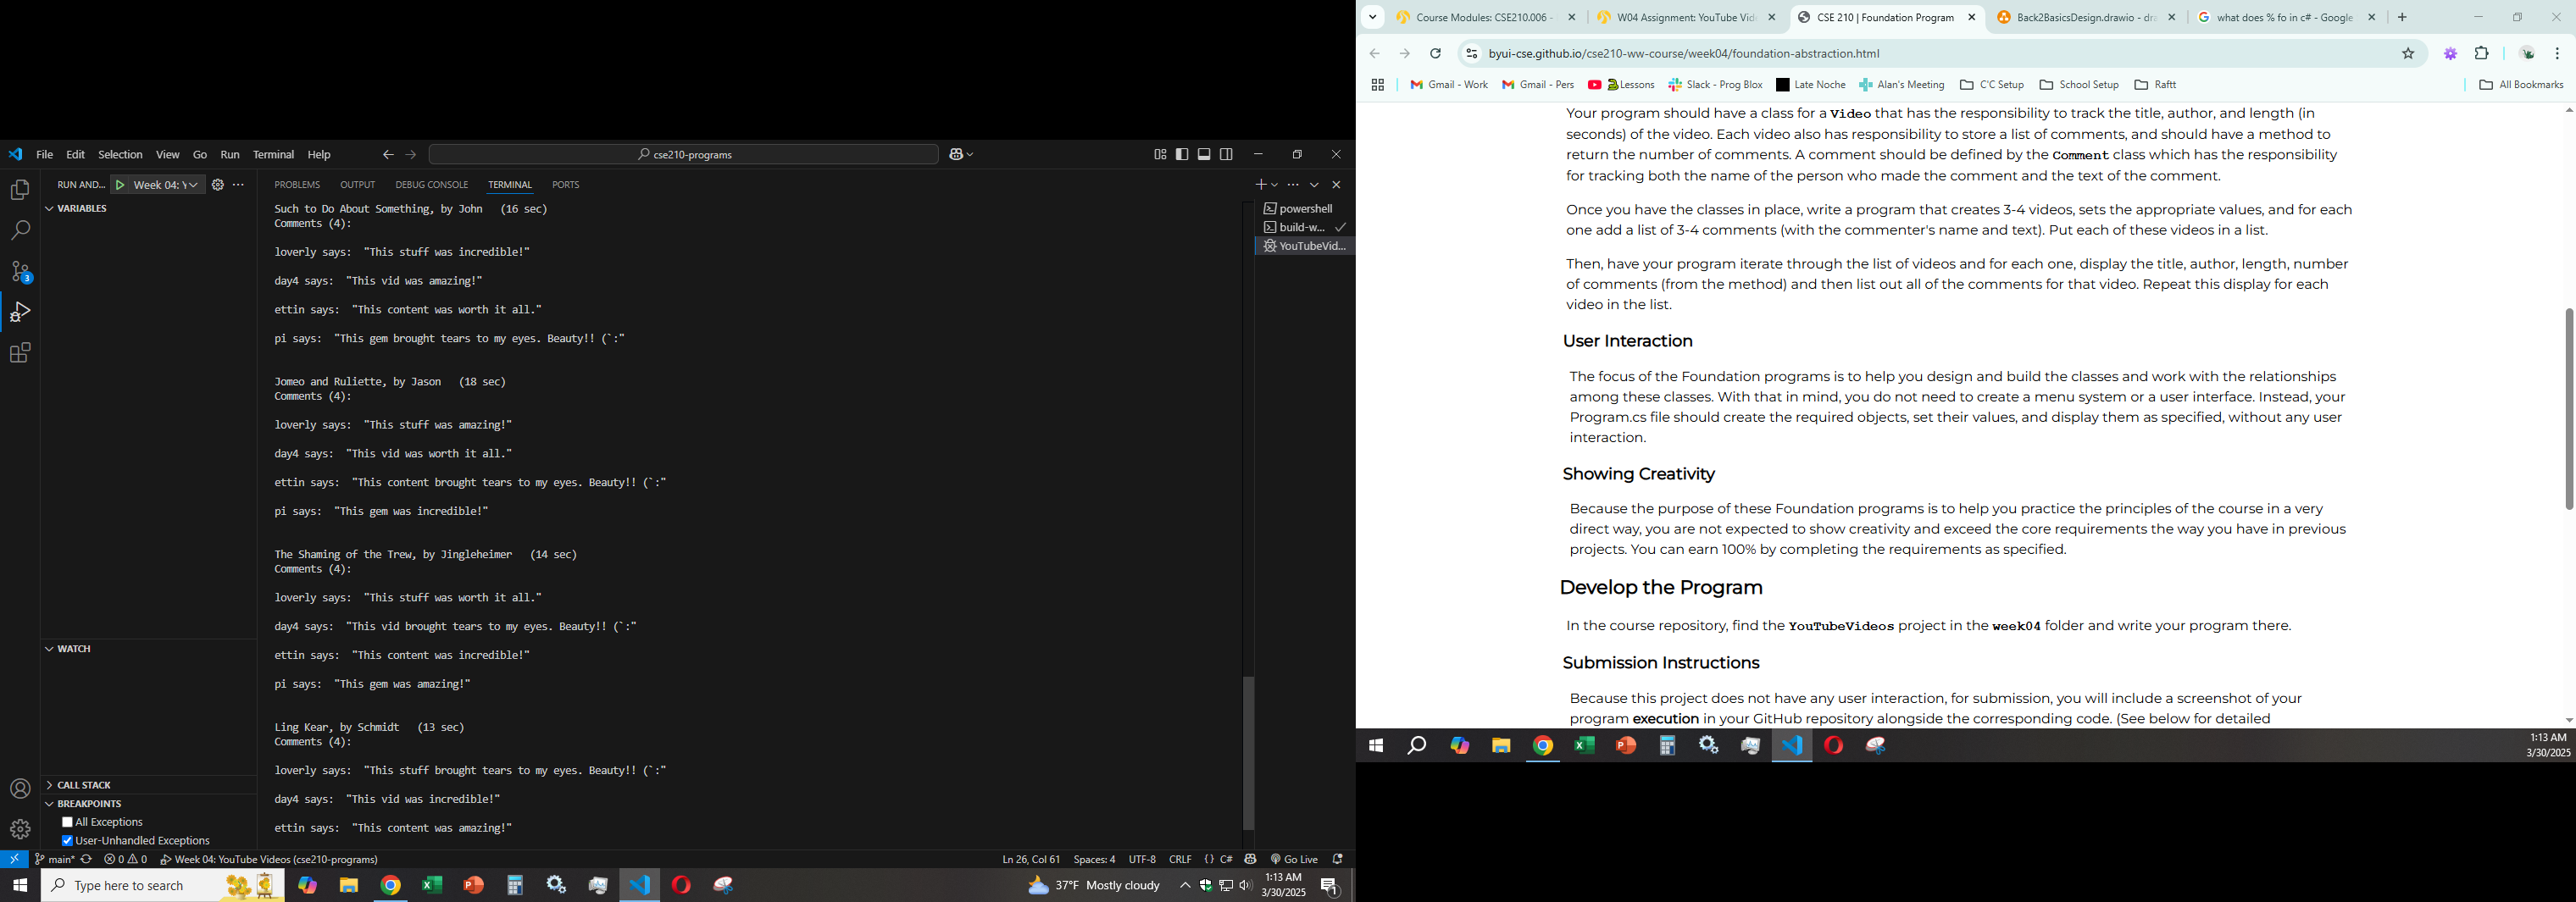 File Edit Selection View Go Run Terminal Help
cse210-programs
RUN AND...
Week 04: Y
VARIABLES
WATCH
CALL STACK
BREAKPOINTS
All Exceptions
User-Unhandled Exceptions
3
PROBLEMS OUTPUT DEBUG CONSOLE TERMINAL PORTS
powershell
build-w...
YouTubeVid...
Such to Do About Something, by John (16 sec)
Comments (4):
loverly says: "This stuff was incredible!"
day4 says: "This vid was amazing!"
ettin says: "This content was worth it all."
pi says: "This gem brought tears to my eyes. Beauty!! (`:"
Jomeo and Ruliette, by Jason (18 sec)
Comments (4):
loverly says: "This stuff was amazing!"
day4 says: "This vid was worth it all."
ettin says: "This content brought tears to my eyes. Beauty!! (`:"
pi says: "This gem was incredible!"
The Shaming of the Trew, by Jingleheimer (14 sec)
Comments (4):
loverly says: "This stuff was worth it all."
day4 says: "This vid brought tears to my eyes. Beauty!! (`:"
ettin says: "This content was incredible!"
pi says: "This gem was amazing!"
Ling Kear, by Schmidt (13 sec)
Comments (4):
loverly says: "This stuff brought tears to my eyes. Beauty!! (`:"
day4 says: "This vid was incredible!"
ettin says: "This content was amazing!"
main* 0 0 Week 04: YouTube Videos (cse210-programs)
Ln 26, Col 61 Spaces: 4 UTF-8 CRLF {} C# Go Live
Type here to search
37°F Mostly cloudy
1:13 AM
3/30/2025
1
Course Modules: CSE210.006 -
W04 Assignment: YouTube Vid
CSE 210 | Foundation Program
Back2BasicsDesign.drawio - dra
what does % fo in c# - Google
byui-cse.github.io/cse210-ww-course/week04/foundation-abstraction.html
Gmail - Work Gmail - Pers Lessons Slack - Prog Blox Late Noche Alan's Meeting C'C Setup School Setup Raftt All Bookmarks
Your program should have a class for a Video that has the responsibility to track the title, author, and length (in
seconds) of the video. Each video also has responsibility to store a list of comments, and should have a method to
return the number of comments. A comment should be defined by the Comment class which has the responsibility
for tracking both the name of the person who made the comment and the text of the comment.
Once you have the classes in place, write a program that creates 3-4 videos, sets the appropriate values, and for each
one add a list of 3-4 comments (with the commenter's name and text). Put each of these videos in a list.
Then, have your program iterate through the list of videos and for each one, display the title, author, length, number
of comments (from the method) and then list out all of the comments for that video. Repeat this display for each
video in the list.
User Interaction
The focus of the Foundation programs is to help you design and build the classes and work with the relationships
among these classes. With that in mind, you do not need to create a menu system or a user interface. Instead, your
Program.cs file should create the required objects, set their values, and display them as specified, without any user
interaction.
Showing Creativity
Because the purpose of these Foundation programs is to help you practice the principles of the course in a very
direct way, you are not expected to show creativity and exceed the core requirements the way you have in previous
projects. You can earn 100% by completing the requirements as specified.
Develop the Program
In the course repository, find the YouTubeVideos project in the week04 folder and write your program there.
Submission Instructions
Because this project does not have any user interaction, for submission, you will include a screenshot of your
program execution in your GitHub repository alongside the corresponding code. (See below for detailed
1:13 AM
3/30/2025